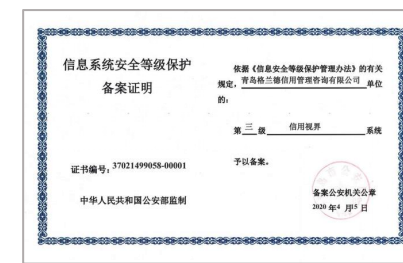 信息系统安全等级保护
备案证明
证书编号：37021499058-00001
中华人民共和国公安部监制
依据《信息安全等级保护管理办法》的有关
规定，青岛格兰德信用管理咨询有限公司 单位
的：
第 三 级 信用视界 系统
予以备案。
备案公安机关公章
2020 年4 月15 日